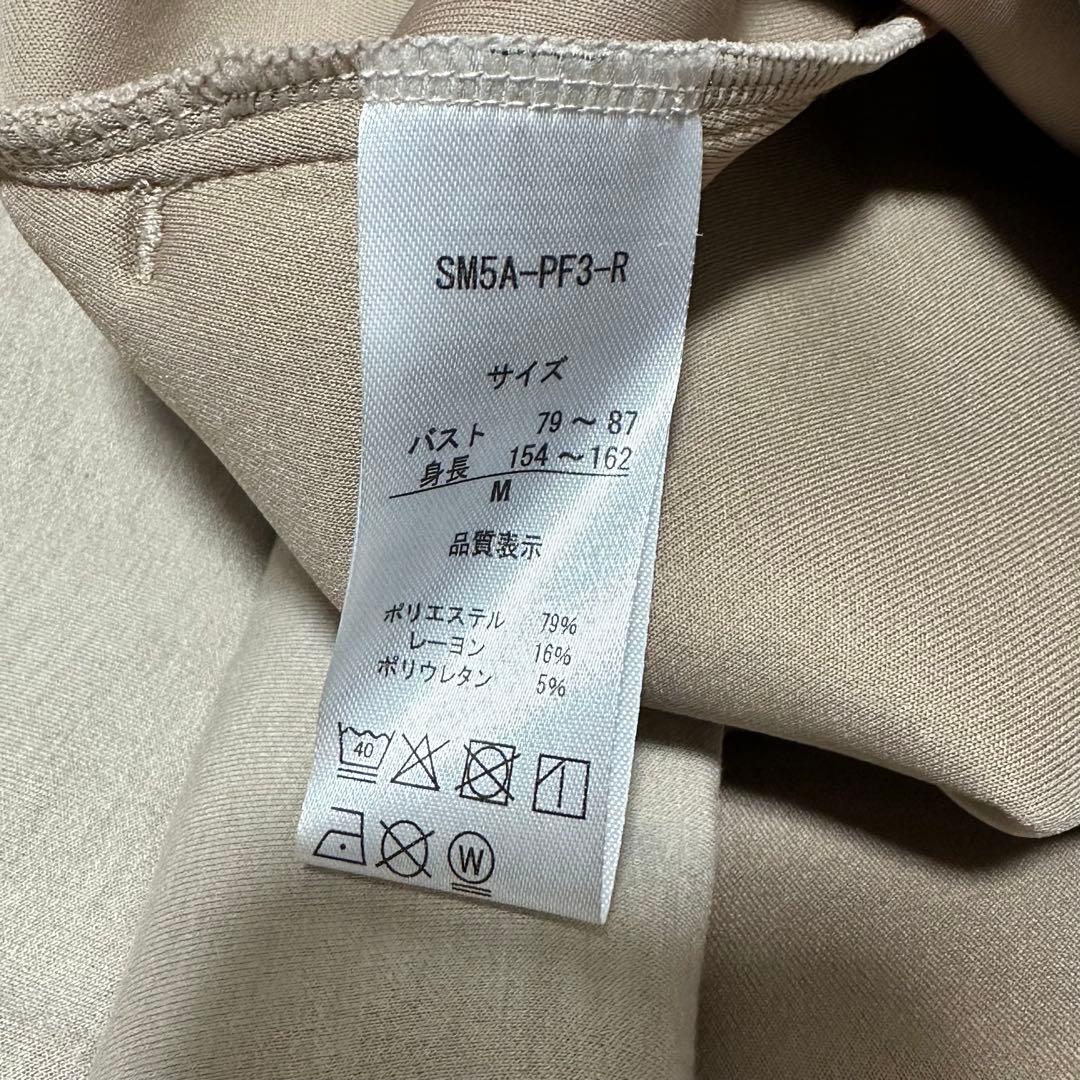 SM5A-PF3-R
サイズ
バスト 79～87
身長 154～162
M
品質表示
ポリエステル 79%
レーヨン 16%
ポリウレタン 5%
40
W